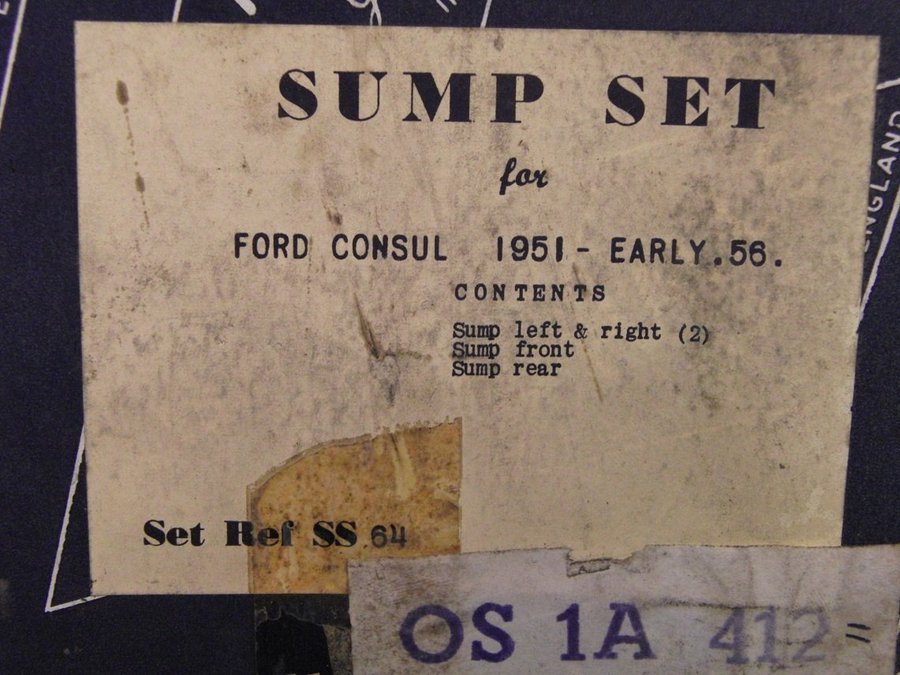 SUMP SET
for
FORD CONSUL 1951 - EARLY.56.
CONTENTS
Sump left & right (2)
Sump front
Sump rear
Set Ref SS 64
OS 1A 412=
ENGLAND